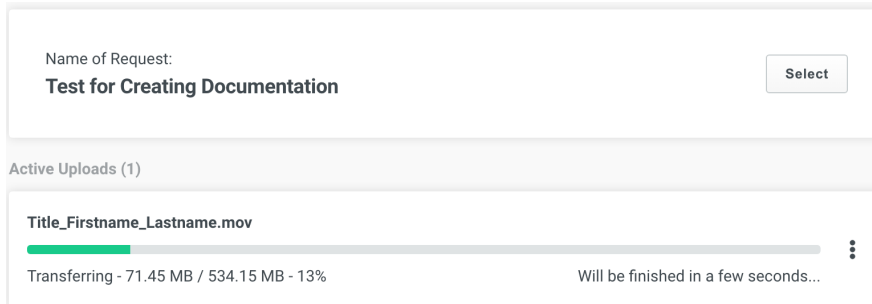 Name of Request:
Test for Creating Documentation
Select
Active Uploads (1)
Title_Firstname_Lastname.mov
Transferring - 71.45 MB / 534.15 MB - 13%
Will be finished in a few seconds...